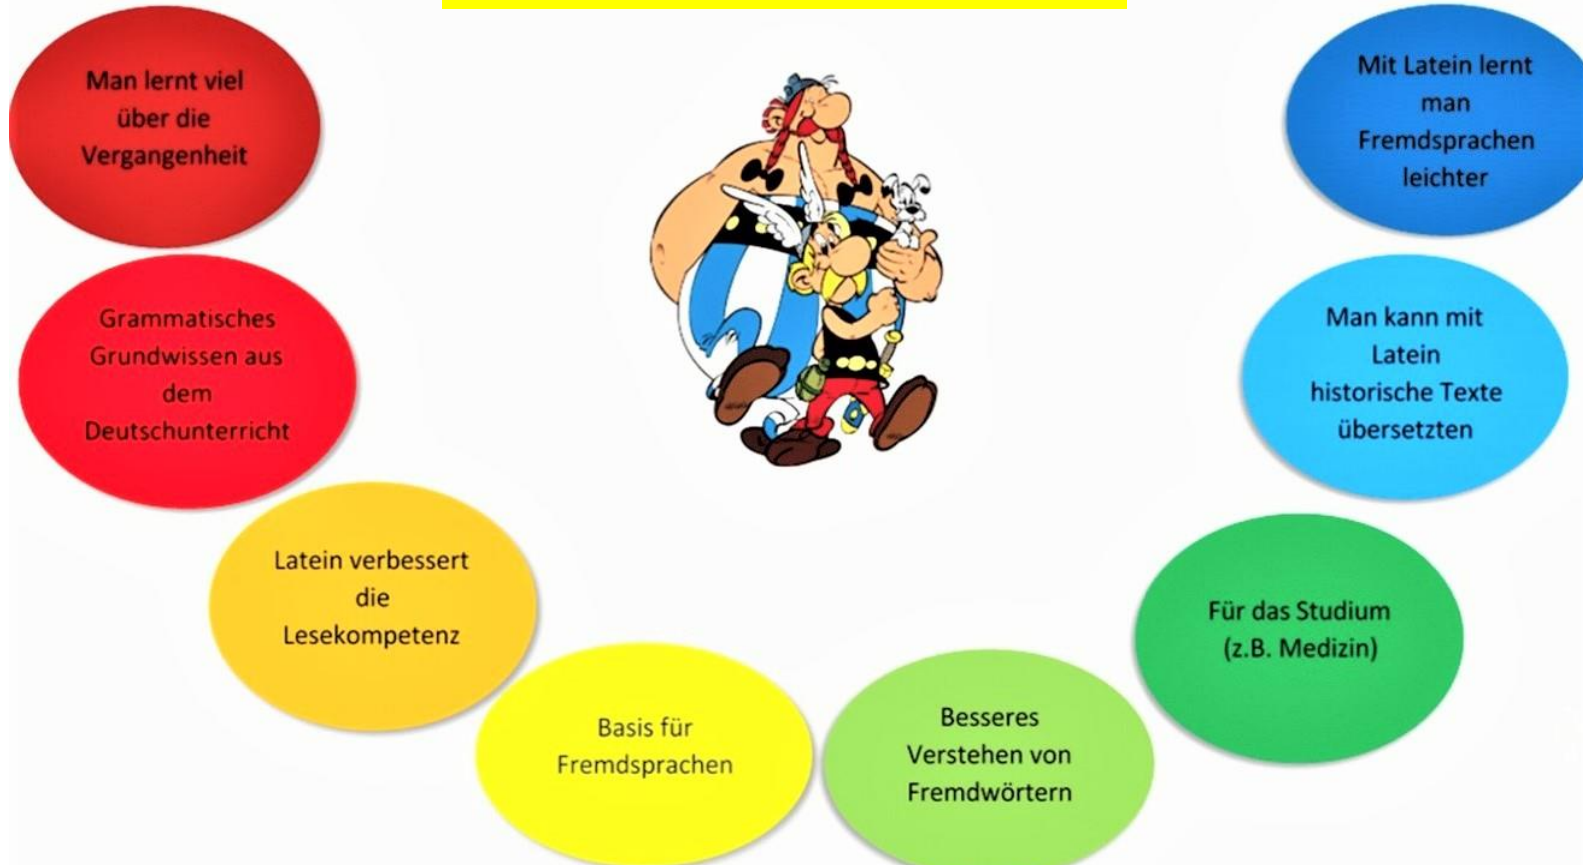 Man lernt viel
über die
Vergangenheit
Grammatisches
Grundwissen aus
dem
Deutschunterricht
Latein verbessert
die
Lesekompetenz
Basis für
Fremdsprachen
Besseres
Verstehen von
Fremdwörtern
Für das Studium
(z.B. Medizin)
Man kann mit
Latein
historische Texte
übersetzten
Mit Latein lernt
man
Fremdsprachen
leichter